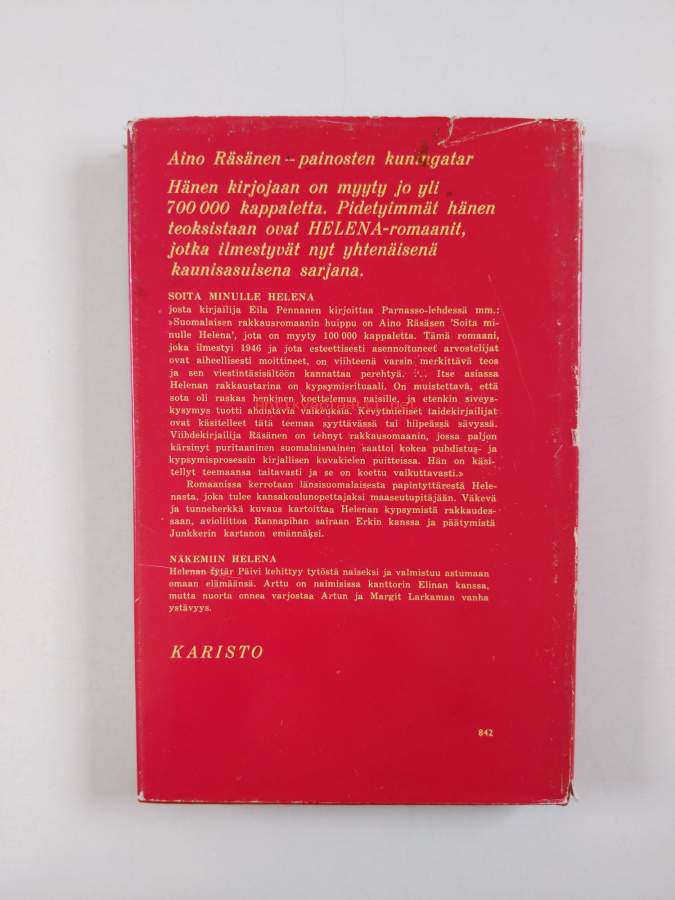 Aino Räsänen – painosten kuningatar
Hänen kirjojaan on myyty jo yli
700 000 kappaletta. Pidetyimmät hänen
teoksistaan ovat HELENA-romaanit,
jotka ilmestyvät nyt yhtenäisenä
kaunisasuisena sarjana.
SOITA MINULLE HELENA
josta kirjailija Eila Pennanen kirjoittaa Parnasso-lehdessä mm.:
»Suomalaisen rakkausromaanin huippu on Aino Räsäsen 'Soita mi-
nulle Helena', jota on myyty 100 000 kappaletta. Tämä romaani,
joka ilmestyi 1946 ja jota esteettisesti asennoituneet arvostelijat
ovat aiheellisesti moittineet, on viihteenä varsin merkittävä teos
ja sen viestintäsisältöön kannattaa perehtyä. ... Itse asiassa
Helenan rakkaustarina on kypsymisrituaali. On muistettava, että
sota oli raskas henkinen koettelemus naisille, ja etenkin siveys-
kysymys tuotti ahdistavia vaikeuksia. Kevytmieliset taidekirjailijat
ovat käsitelleet tätä teemaa syyttävässä tai hilpeässä sävyssä.
Viihdekirjailija Räsänen on tehnyt rakkausomaanin, jossa paljon
kärsinyt puritaaninen suomalaisnainen saattoi kokea puhdistus- ja
kypsymisprosessin kirjallisen kuvakielen puitteissa. Hän on käsi-
tellyt teemaansa taitavasti ja se on koettu vaikuttavasti.»
Romaanissa kerrotaan länsisuomalaisesta papintyttärestä Hele-
nasta, joka tulee kansakoulunopettajaksi maaseutupitäjään. Väkevä
ja tunneherkkä kuvaus kartoittaa Helenan kypsymistä rakkaudes-
saan, avioliittoa Rannapihan sairaan Erkin kanssa ja päätymistä
Junkkerin kartanon emännäksi.
NÄKEMIIN HELENA
Helenan tytär Päivi kehittyy tytöstä naiseksi ja valmistuu astumaan
omaan elämäänsä. Arttu on naimisissa kanttorin Elinan kanssa,
mutta nuorta onnea varjostaa Artun ja Margit Larkaman vanha
ystävyys.
KARISTO
842